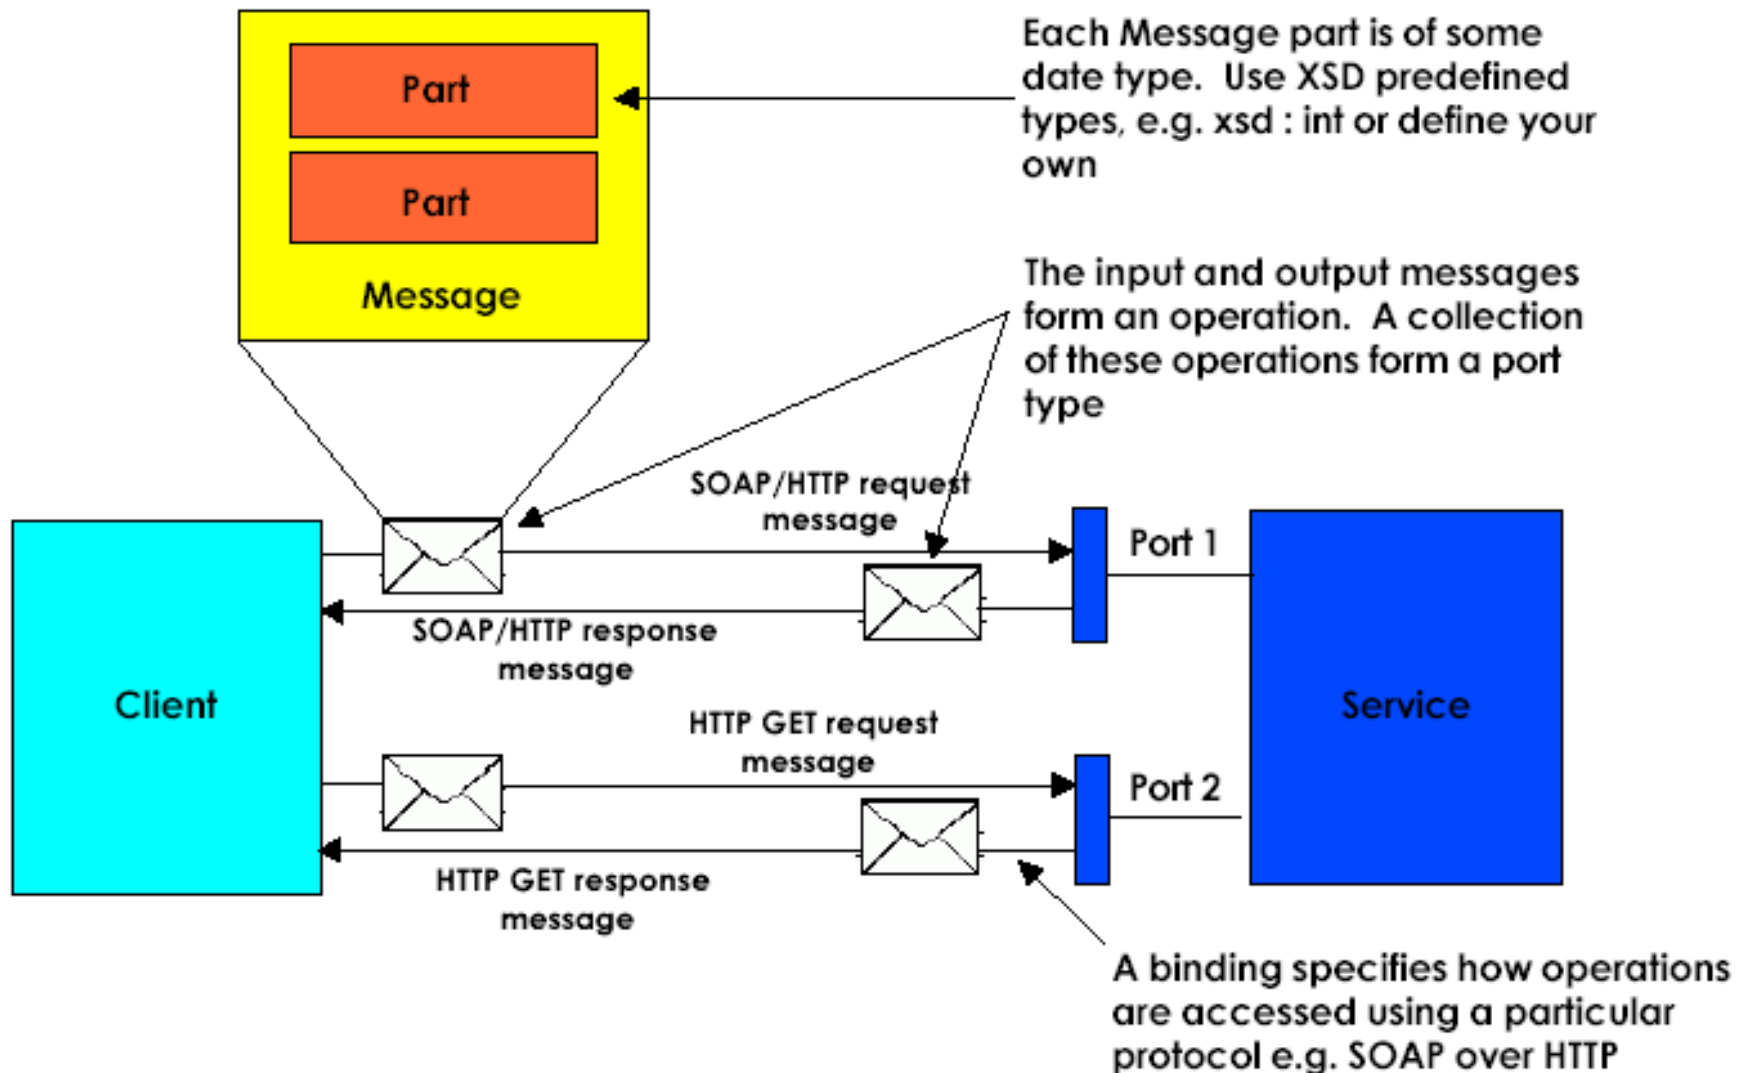 Part
Part
Message
Each Message part is of some
date type. Use XSD predefined
types, e.g. xsd : int or define your
own
The input and output messages
form an operation. A collection
of these operations form a port
type
SOAP/HTTP request
message
Port 1
SOAP/HTTP response
message
Client
Service
HTTP GET request
message
Port 2
HTTP GET response
message
A binding specifies how operations
are accessed using a particular
protocol e.g. SOAP over HTTP